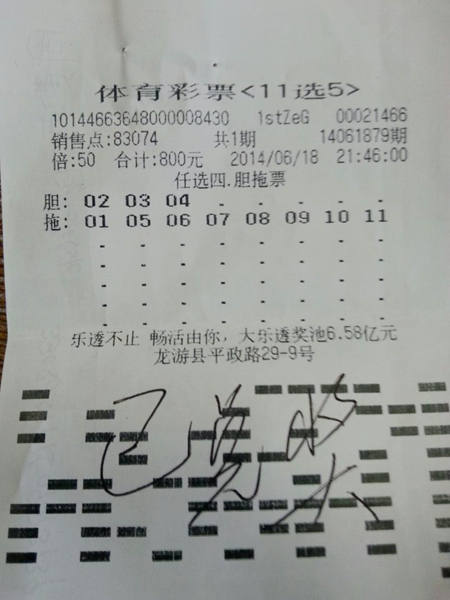 体育彩票<11选5>
10144663648000008430 1stZeG 00021466
销售点:83074 共1期 14061879期
倍:50 合计:800元 2014/06/18 21:46:00
任选四.胆拖票
胆: 02 03 04 - - - - -
拖: 01 05 06 07 08 09 10 11
- - - - - - - -
- - - - - - - -
- - - - - - - -
- - - - - - - -
乐透不止 畅活由你，大乐透奖池6.58亿元
龙游县平政路29-9号
已兑奖